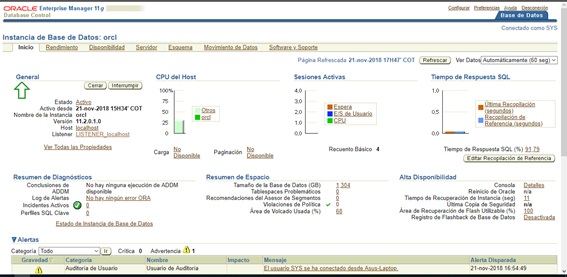 ORACLE Enterprise Manager 11g
Database Control
Configurar Preferencias Ayuda Desconexión
Base de Datos
Conectado como SYS
Instancia de Base de Datos: orcl
Inicio Rendimiento Disponibilidad Servidor Esquema Movimiento de Datos Software y Soporte
Página Refrescada 21-nov-2018 17H47' COT Refrescar Ver Datos Automáticamente (60 seg)
General
Cerrar Interrumpir
Estado Activo
Activo desde 21-nov-2018 15H34' COT
Nombre de la Instancia orcl
Versión 11.2.0.1.0
Host localhost
Listener LISTENER_localhost
Ver Todas las Propiedades
CPU del Host
100%
75
50
25
0
Otros
orcl
Carga No Disponible
Paginación No Disponible
Sesiones Activas
4,0
3,0
2,0
1,0
0,0
Espera
E/S de Usuario
CPU
Recuento Básico 4
Tiempo de Respuesta SQL
1,0
0,5
0,0
Última Recopilación (segundos)
Recopilación de Referencia (segundos)
Tiempo de Respuesta SQL (%) 91.79
Editar Recopilación de Referencia
Resumen de Diagnósticos
Conclusiones de ADDM No hay ninguna ejecución de ADDM disponible
Log de Alertas No hay ningún error ORA
Incidentes Activos 0
Perfiles SQL Clave 0
Estado de Instancia de Base de Datos
Resumen de Espacio
Tamaño de la Base de Datos (GB) 1,304
Tablespaces Problemáticos 0
Recomendaciones del Asesor de Segmentos 0
Violaciones de Política 0
Área de Volcado Usada (%) 68
Alta Disponibilidad
Consola Detalles
Reinicio de Oracle n/a
Tiempo de Recuperación de Instancia (seg) 11
Última Copia de Seguridad n/a
Área de Recuperación de Flash Utilizable (%) 100
Registro de Flashback de Base de Datos Desactivada
Alertas
Categoría Todo Ir Crítica 0 Advertencia 1
Gravedad Categoría Nombre Impacto Mensaje Alerta Disparada
Auditoría de Usuario Usuario de Auditoría El usuario SYS se ha conectado desde Asus-Laptop. 21-nov-2018 16:54:49